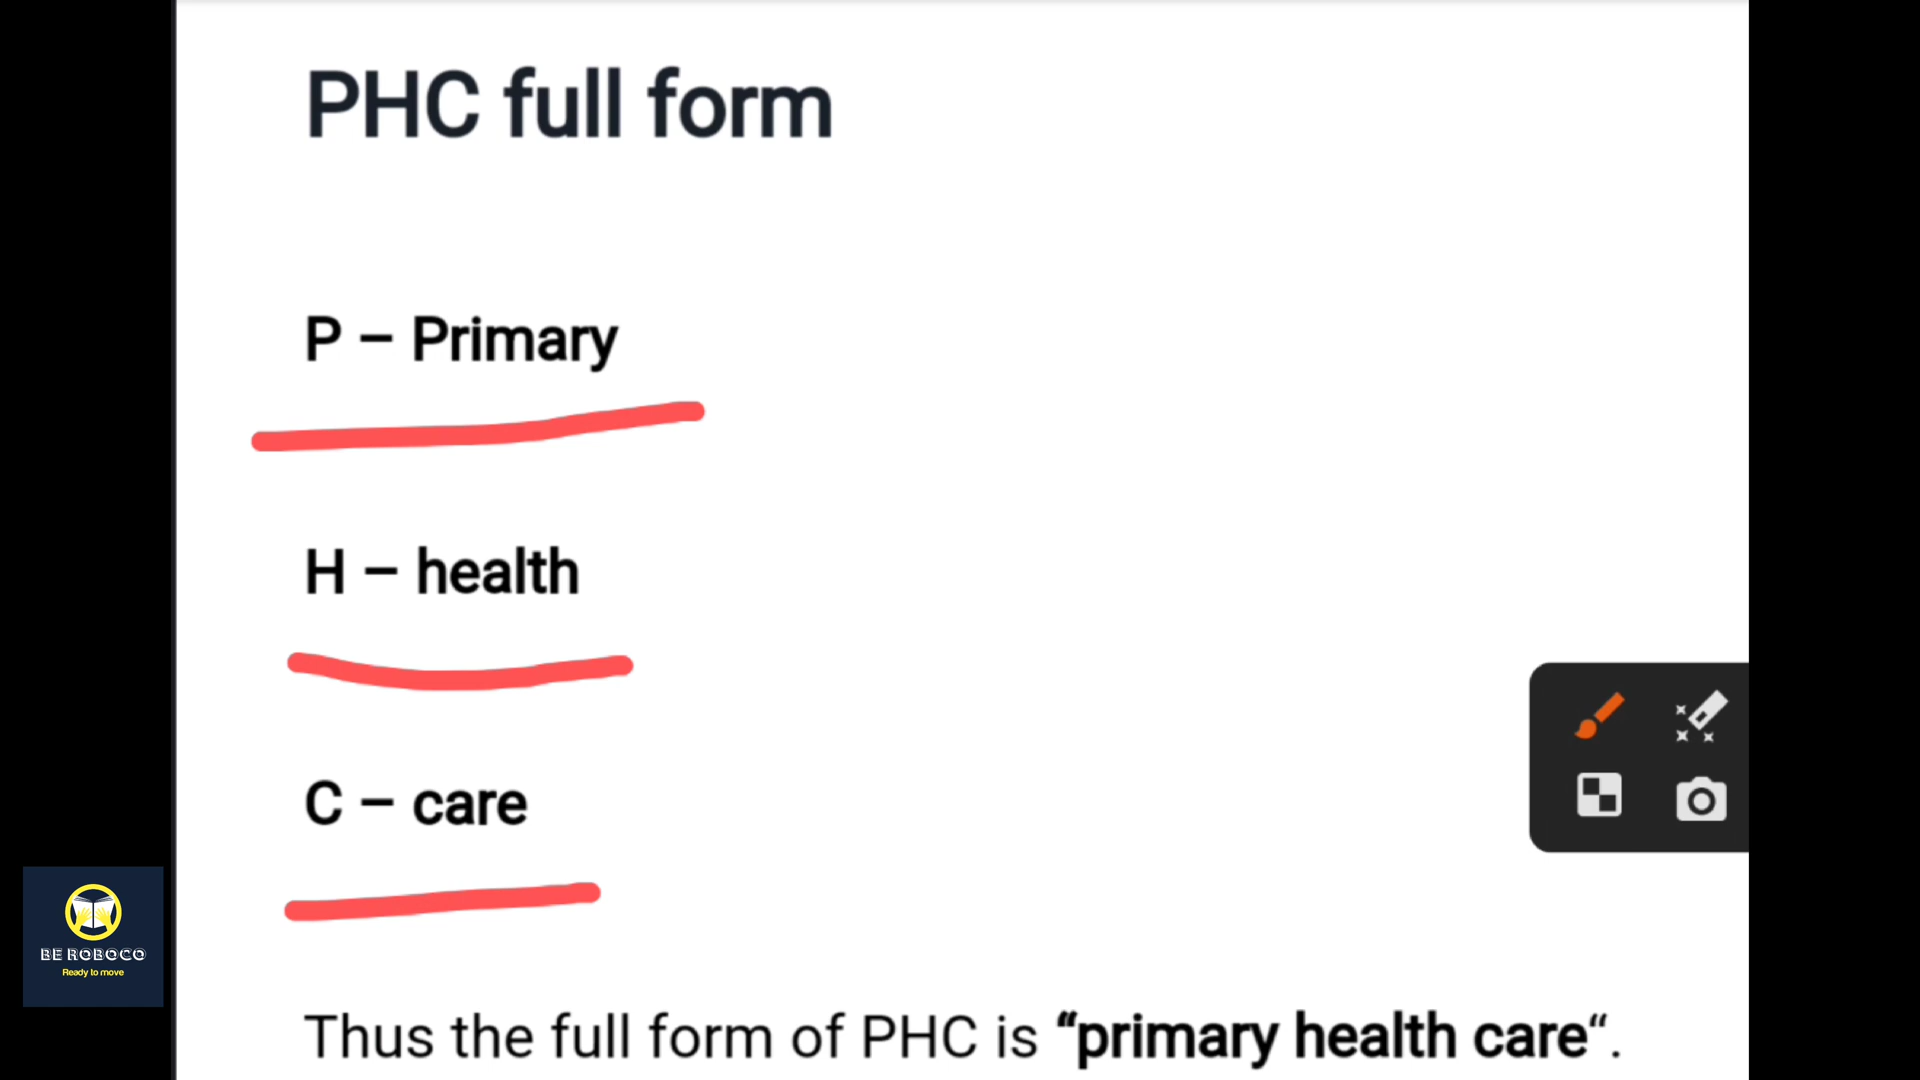 PHC full form
P – Primary
H – health
C – care
BE ROBOCO
Ready to move
Thus the full form of PHC is “primary health care“.